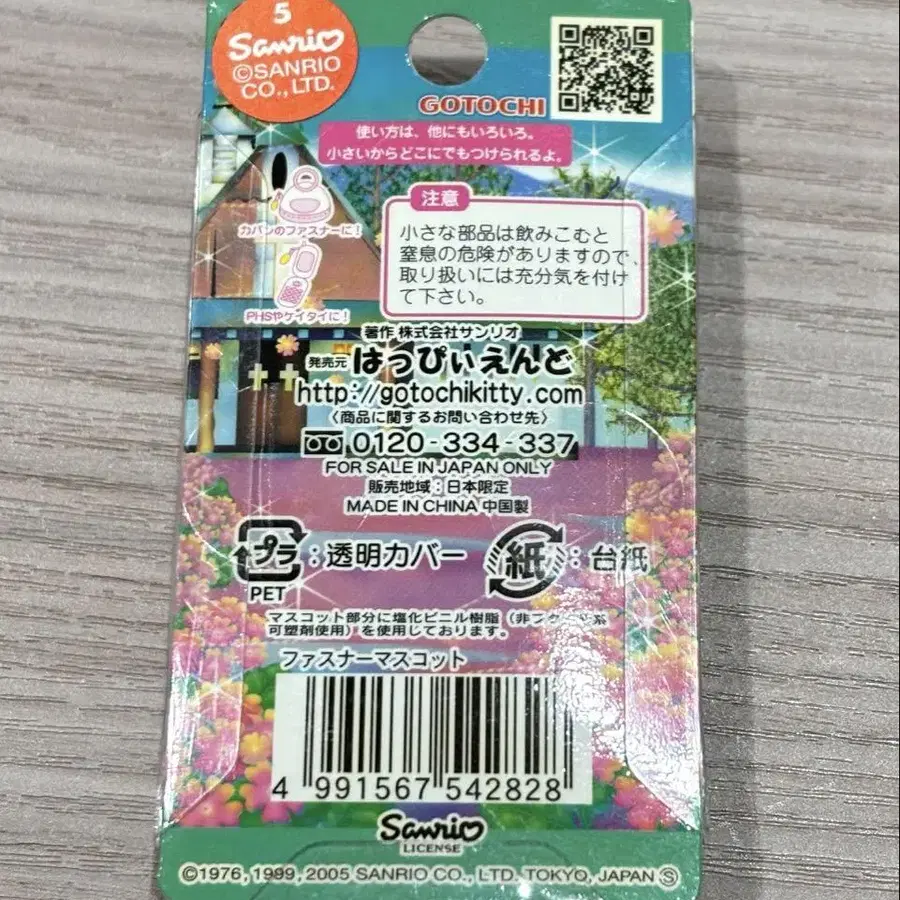 5
Sanrio
©SANRIO
CO., LTD.
GOTOCHI
使い方は、他にもいろいろ。
小さいからどこにでもつけられるよ。
カバンのファスナーに!
PHSやケイタイに!
注意
小さな部品は飲みこむと
窒息の危険がありますので、
取り扱いには充分気を付け
て下さい。
著作 株式会社サンリオ
発売元 はっぴぃえんど
http://gotochikitty.com
〈商品に関するお問い合わせ先〉
0120-334-337
FOR SALE IN JAPAN ONLY
販売地域:日本限定
MADE IN CHINA 中国製
プラ:透明カバー
PET
紙:台紙
マスコット部分に塩化ビニル樹脂(非フタル酸系
可塑剤使用)を使用しております。
ファスナーマスコット
4 991567 542828
Sanrio
LICENSE
©1976, 1999, 2005 SANRIO CO., LTD. TOKYO, JAPAN Ⓢ